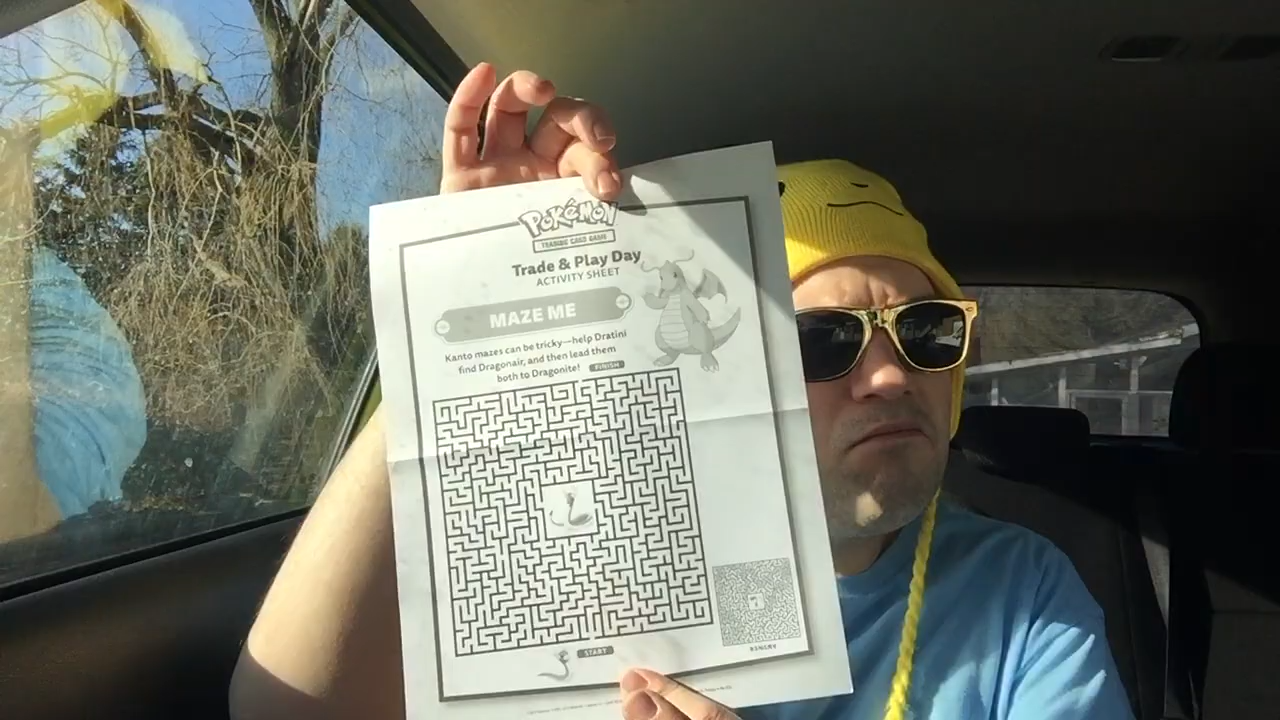 POKéMON
TRADING CARD GAME
Trade & Play Day
ACTIVITY SHEET
MAZE ME
Kanto mazes can be tricky—help Dratini
find Dragonair, and then lead them
both to Dragonite!
FINISH
START